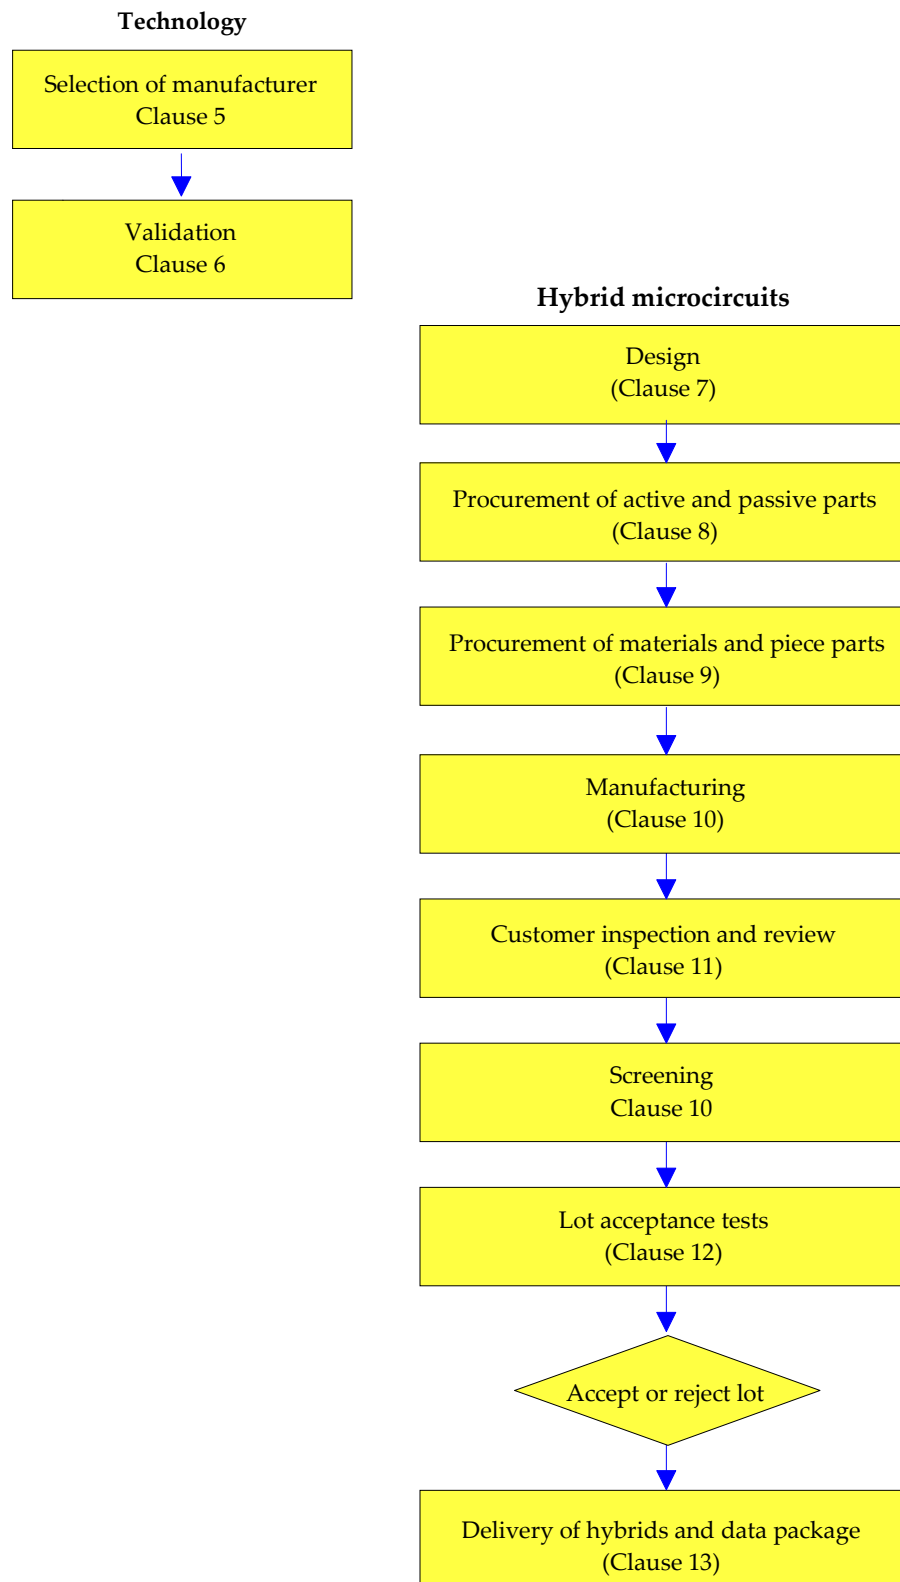 Technology
Selection of manufacturer
Clause 5
Validation
Clause 6
Hybrid microcircuits
Design
(Clause 7)
Procurement of active and passive parts
(Clause 8)
Procurement of materials and piece parts
(Clause 9)
Manufacturing
(Clause 10)
Customer inspection and review
(Clause 11)
Screening
Clause 10
Lot acceptance tests
(Clause 12)
Accept or reject lot
Delivery of hybrids and data package
(Clause 13)